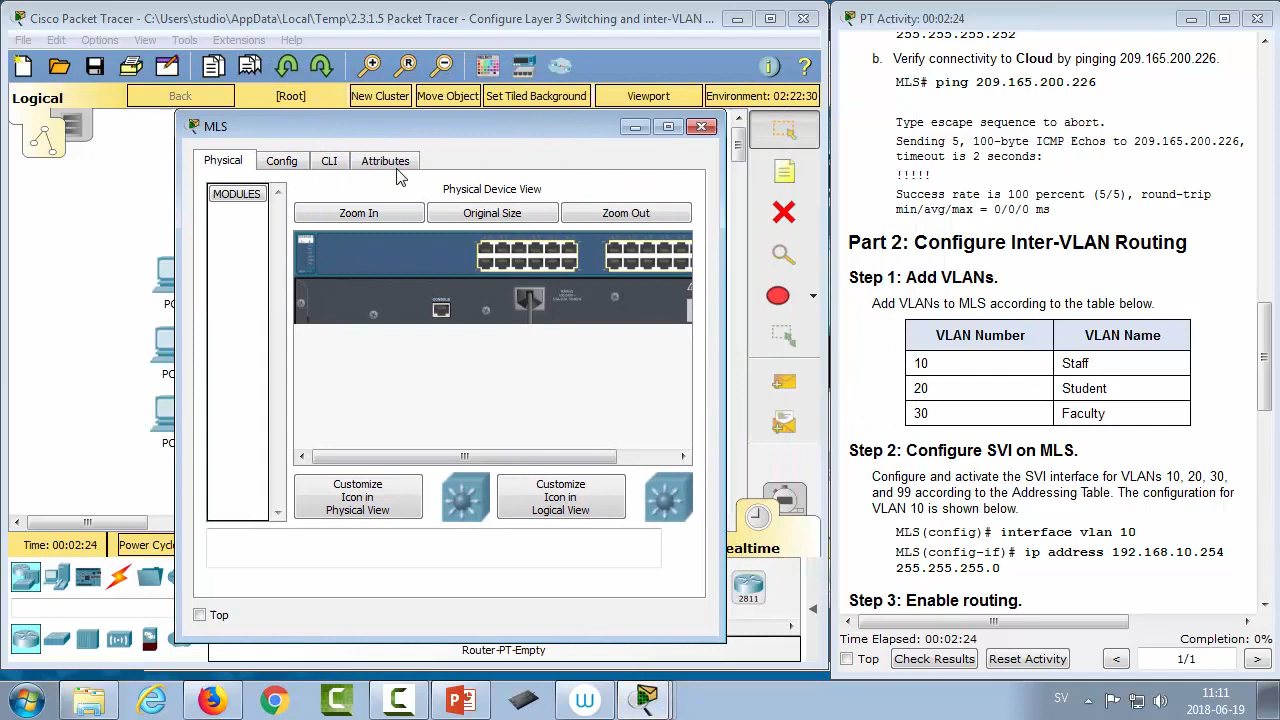 Cisco Packet Tracer - C:\Users\studio\AppData\Local\Temp\2.3.1.5 Packet Tracer - Configure Layer 3 Switching and inter-VLAN ...
File Edit Options View Tools Extensions Help
Logical
Back
[Root]
New Cluster
Move Object
Set Tiled Background
Viewport
Environment: 02:22:30
MLS
Physical
Config
CLI
Attributes
MODULES
Physical Device View
Zoom In
Original Size
Zoom Out
CONSOLE
Customize
Icon in
Physical View
Customize
Icon in
Logical View
Top
PC
PC
PC
Time: 00:02:24
Power Cyc
ealtime
2811
Router-PT-Empty
PT Activity: 00:02:24
255.255.255.252
b. Verify connectivity to Cloud by pinging 209.165.200.226.
MLS# ping 209.165.200.226
Type escape sequence to abort.
Sending 5, 100-byte ICMP Echos to 209.165.200.226,
timeout is 2 seconds:
!!!!!
Success rate is 100 percent (5/5), round-trip
min/avg/max = 0/0/0 ms
Part 2: Configure Inter-VLAN Routing
Step 1: Add VLANs.
Add VLANs to MLS according to the table below.
VLAN Number VLAN Name
10 Staff
20 Student
30 Faculty
Step 2: Configure SVI on MLS.
Configure and activate the SVI interface for VLANs 10, 20, 30,
and 99 according to the Addressing Table. The configuration for
VLAN 10 is shown below.
MLS(config)# interface vlan 10
MLS(config-if)# ip address 192.168.10.254
255.255.255.0
Step 3: Enable routing.
Time Elapsed: 00:02:24
Completion: 0%
Top
Check Results
Reset Activity
<
1/1
>
SV
11:11
2018-06-19